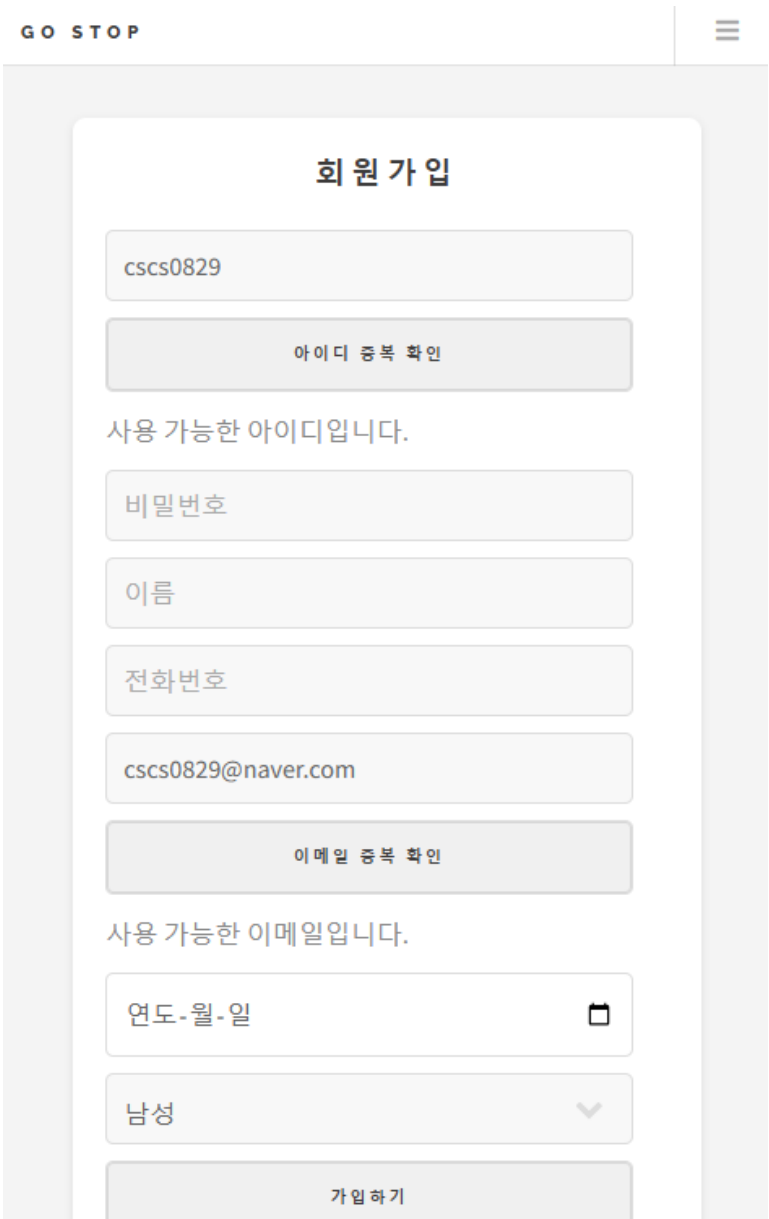 GO STOP
회원가입
cscs0829
아이디 중복 확인
사용 가능한 아이디입니다.
비밀번호
이름
전화번호
cscs0829@naver.com
이메일 중복 확인
사용 가능한 이메일입니다.
연도-월-일
남성
가입하기